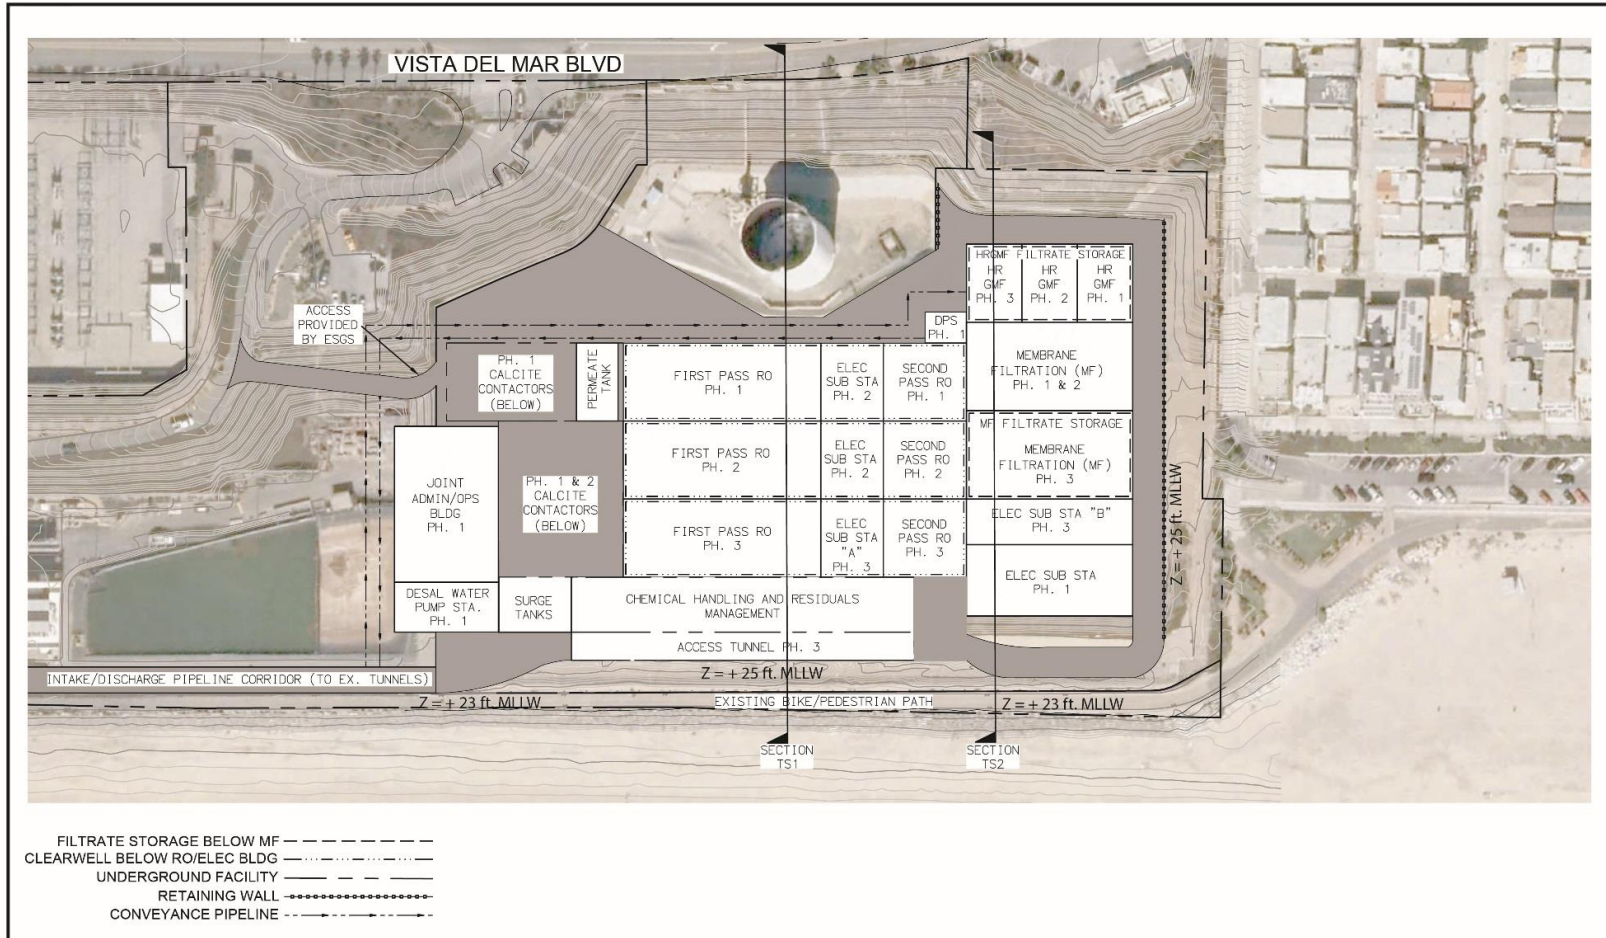 VISTA DEL MAR BLVD
ACCESS
PROVIDED
BY ESGS
HRGMF FILTRATE STORAGE
HR
GMF
PH. 3
HR
GMF
PH. 2
HR
GMF
PH. 1
DPS
PH. 1
PH. 1
CALCITE
CONTACTORS
(BELOW)
PERMEATE
TANK
FIRST PASS RO
PH. 1
ELEC
SUB STA
PH. 2
SECOND
PASS RO
PH. 1
MEMBRANE
FILTRATION (MF)
PH. 1 & 2
FIRST PASS RO
PH. 2
ELEC
SUB STA
PH. 2
SECOND
PASS RO
PH. 2
MF FILTRATE STORAGE
MEMBRANE
FILTRATION (MF)
PH. 3
JOINT
ADMIN/OPS
BLDG
PH. 1
PH. 1 & 2
CALCITE
CONTACTORS
(BELOW)
FIRST PASS RO
PH. 3
ELEC
SUB STA
"A"
PH. 3
SECOND
PASS RO
PH. 3
ELEC SUB STA "B"
PH. 3
ELEC SUB STA
PH. 1
Z = + 25 ft. MLLW
DESAL WATER
PUMP STA.
PH. 1
SURGE
TANKS
CHEMICAL HANDLING AND RESIDUALS
MANAGEMENT
ACCESS TUNNEL PH. 3
INTAKE/DISCHARGE PIPELINE CORRIDOR (TO EX. TUNNELS)
Z = + 25 ft. MLLW
Z = + 23 ft. MLLW
EXISTING BIKE/PEDESTRIAN PATH
Z = + 23 ft. MLLW
SECTION
TS1
SECTION
TS2
FILTRATE STORAGE BELOW MF
CLEARWELL BELOW RO/ELEC BLDG
UNDERGROUND FACILITY
RETAINING WALL
CONVEYANCE PIPELINE